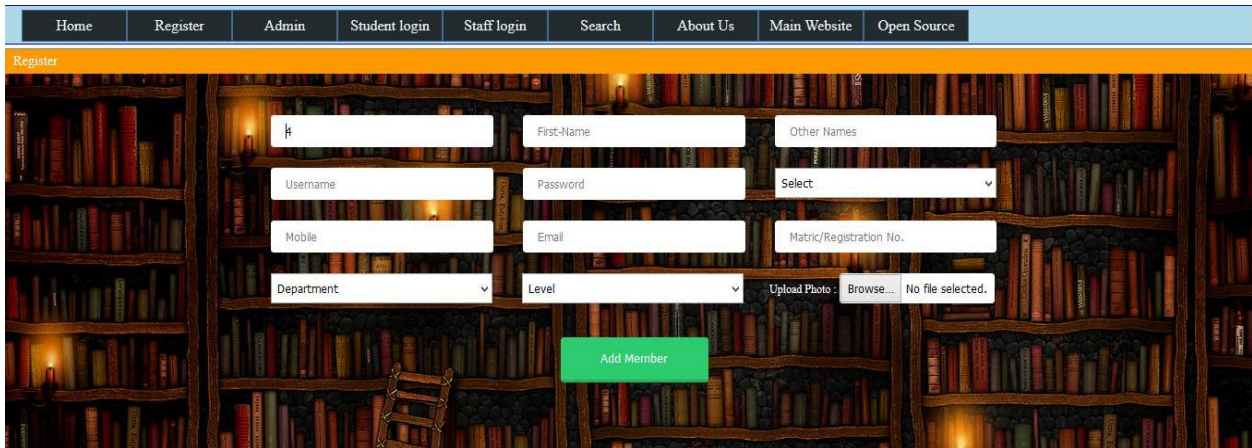 Home Register Admin Student login Staff login Search About Us Main Website Open Source
Register
4 First-Name Other Names
Username Password Select
Mobile Email Matric/Registration No.
Department Level Upload Photo : Browse... No file selected.
Add Member